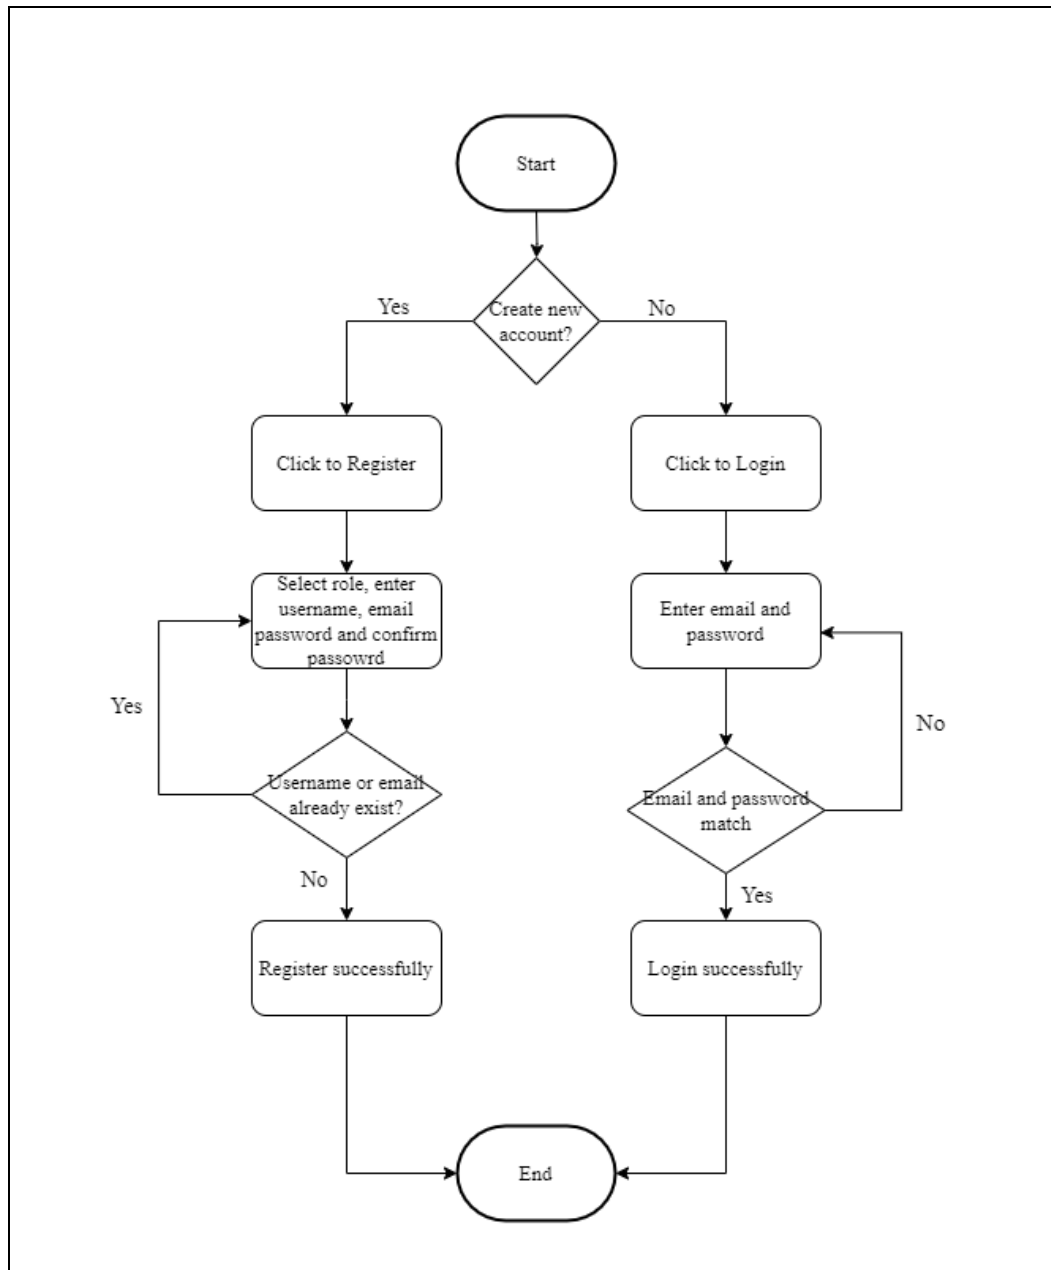 Start
Create new
account?
Yes
No
Click to Register
Click to Login
Select role, enter
username, email
password and confirm
passowrd
Enter email and
password
Yes
No
Username or email
already exist?
Email and password
match
No
Yes
Register successfully
Login successfully
End